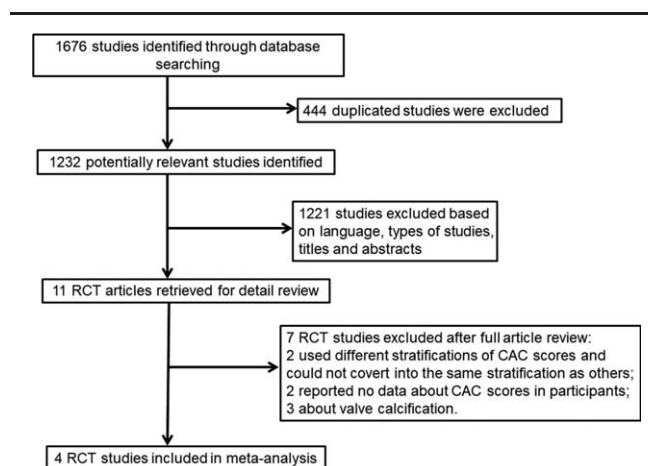 1676 studies identified through database
searching
444 duplicated studies were excluded
1232 potentially relevant studies identified
1221 studies excluded based
on language, types of studies,
titles and abstracts
11 RCT articles retrieved for detail review
7 RCT studies excluded after full article review:
2 used different stratifications of CAC scores and
could not covert into the same stratification as others;
2 reported no data about CAC scores in participants;
3 about valve calcification.
4 RCT studies included in meta-analysis